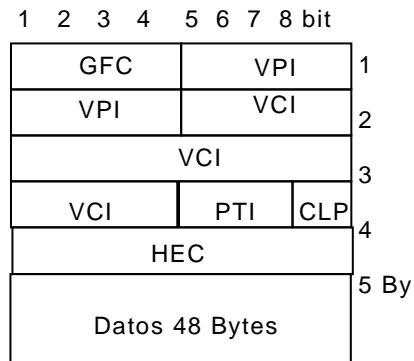 1 2 3 4 5 6 7 8 bit
GFC VPI 1
VPI VCI 2
VCI 3
VCI PTI CLP 4
HEC
5 By
Datos 48 Bytes